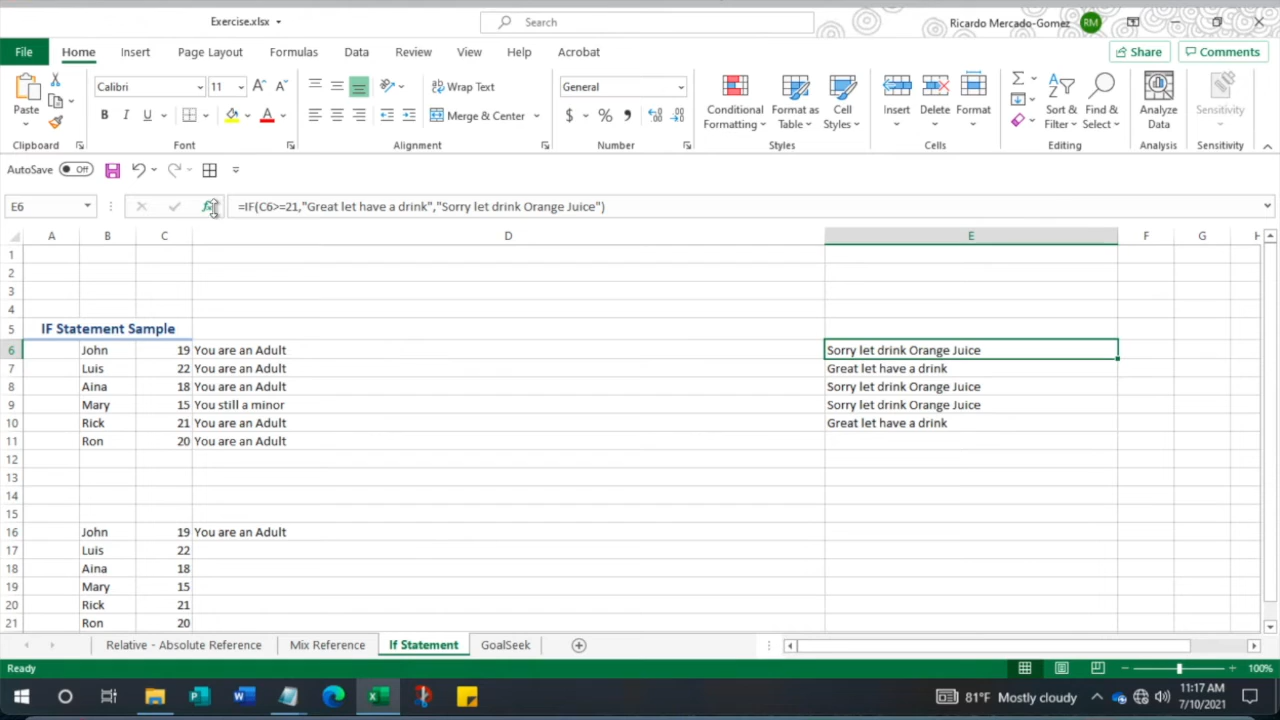 Exercise.xlsx
Search
Ricardo Mercado-Gomez RM
File Home Insert Page Layout Formulas Data Review View Help Acrobat
Share Comments
Paste
Calibri 11
B I U
Wrap Text
Merge & Center
General
$ % ,
Conditional Formatting
Format as Table
Cell Styles
Insert Delete Format
Sort & Filter
Find & Select
Analyze Data
Sensitivity
Clipboard Font Alignment Number Styles Cells Editing Analysis Sensitivity
AutoSave Off
E6 fx =IF(C6>=21,"Great let have a drink","Sorry let drink Orange Juice")
A B C D E F G H
1
2
3
4
5 IF Statement Sample
6 John 19 You are an Adult Sorry let drink Orange Juice
7 Luis 22 You are an Adult Great let have a drink
8 Aina 18 You are an Adult Sorry let drink Orange Juice
9 Mary 15 You still a minor Sorry let drink Orange Juice
10 Rick 21 You are an Adult Great let have a drink
11 Ron 20 You are an Adult
12
13
14
15
16 John 19 You are an Adult
17 Luis 22
18 Aina 18
19 Mary 15
20 Rick 21
21 Ron 20
Relative - Absolute Reference Mix Reference If Statement GoalSeek
Ready 100%
81°F Mostly cloudy 11:17 AM
7/10/2021